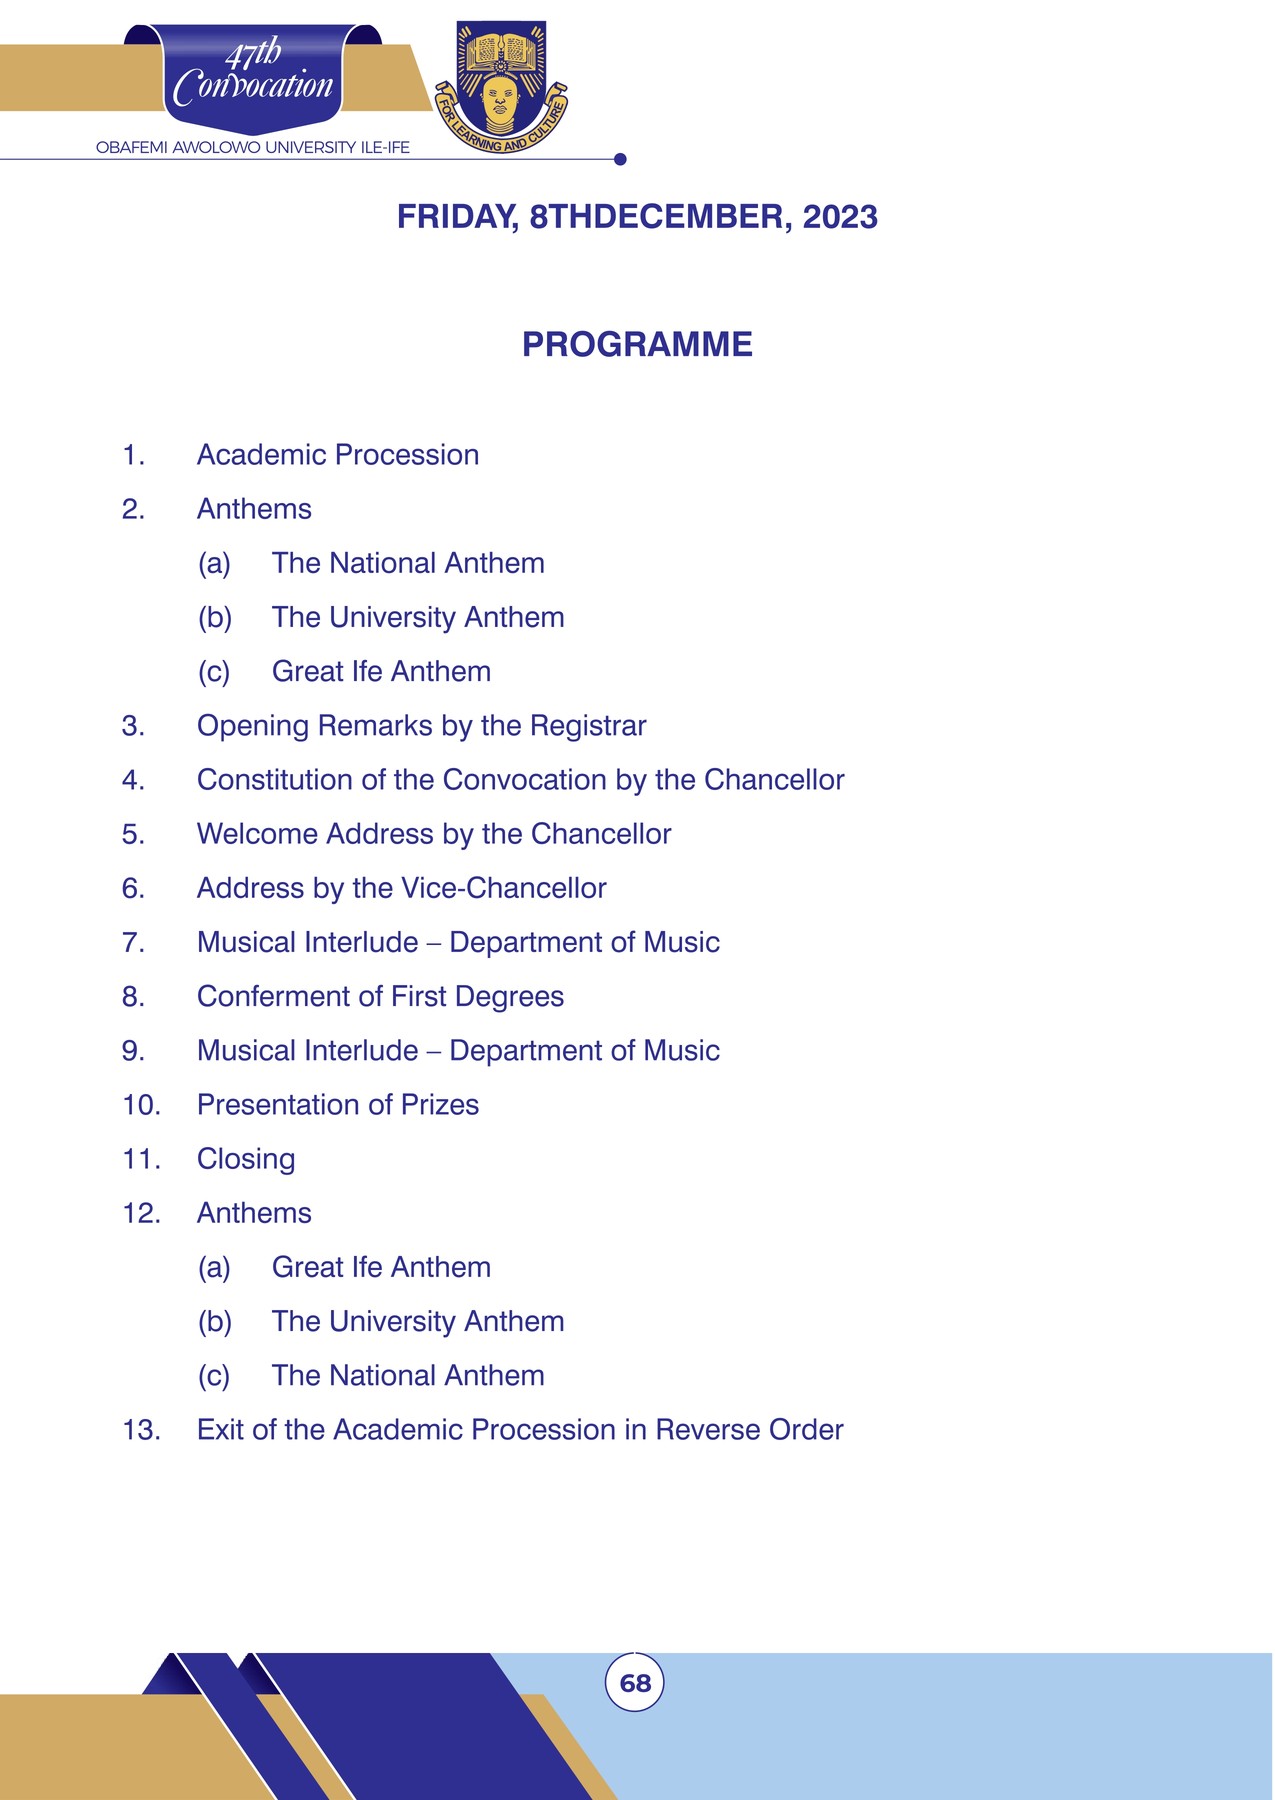 47th
Convocation
OBAFEMI AWOLOWO UNIVERSITY ILE-IFE
FOR LEARNING AND CULTURE
FRIDAY, 8THDECEMBER, 2023
PROGRAMME
1. Academic Procession
2. Anthems
(a) The National Anthem
(b) The University Anthem
(c) Great Ife Anthem
3. Opening Remarks by the Registrar
4. Constitution of the Convocation by the Chancellor
5. Welcome Address by the Chancellor
6. Address by the Vice-Chancellor
7. Musical Interlude – Department of Music
8. Conferment of First Degrees
9. Musical Interlude – Department of Music
10. Presentation of Prizes
11. Closing
12. Anthems
(a) Great Ife Anthem
(b) The University Anthem
(c) The National Anthem
13. Exit of the Academic Procession in Reverse Order
68